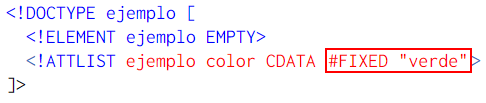 <!DOCTYPE ejemplo [
<!ELEMENT ejemplo EMPTY>
<!ATTLIST ejemplo color CDATA #FIXED "verde">
]>